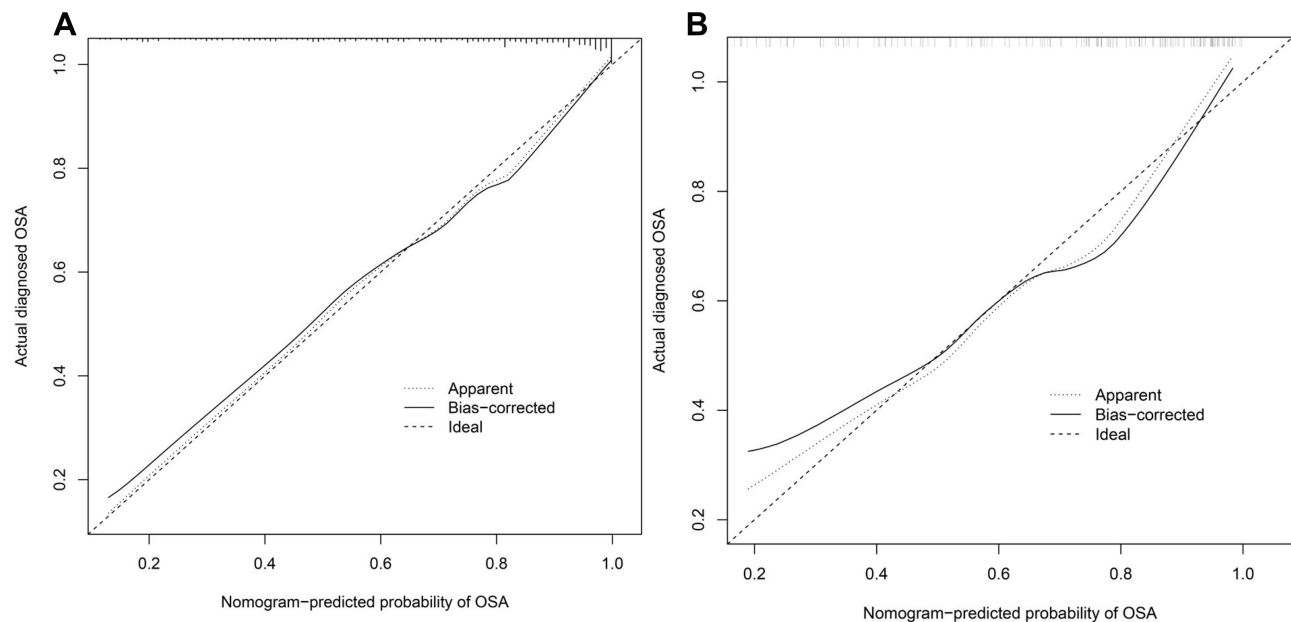 A
1.0
0.8
0.6
0.4
0.2
Actual diagnosed OSA
Apparent
Bias−corrected
Ideal
0.2 0.4 0.6 0.8 1.0
Nomogram−predicted probability of OSA
B
1.0
0.8
0.6
0.4
0.2
Actual diagnosed OSA
Apparent
Bias−corrected
Ideal
0.2 0.4 0.6 0.8 1.0
Nomogram−predicted probability of OSA